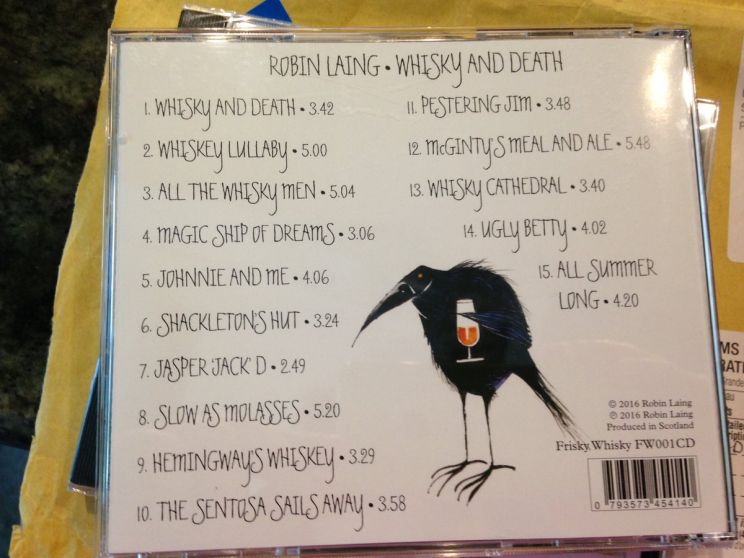 ROBIN LAING • WHISKY AND DEATH
1. WHISKY AND DEATH • 3.42
2. WHISKEY LULLABY • 5.00
3. ALL THE WHISKY MEN • 5.04
4. MAGIC SHIP OF DREAMS • 3.06
5. JOHNNIE AND ME • 4.06
6. SHACKLETON'S HUT • 3.24
7. JASPER 'JACK' D • 2.49
8. SLOW AS MOLASSES • 5.20
9. HEMINGWAY'S WHISKEY • 3.29
10. THE SENTOSA SAILS AWAY • 3.58
11. PESTERING JIM • 3.48
12. McGINTY'S MEAL AND ALE • 5.48
13. WHISKY CATHEDRAL • 3.40
14. UGLY BETTY • 4.02
15. ALL SUMMER
LONG • 4.20
© 2016 Robin Laing
℗ 2016 Robin Laing
Produced in Scotland
Frisky Whisky FW001CD
0 793573 454140
MS